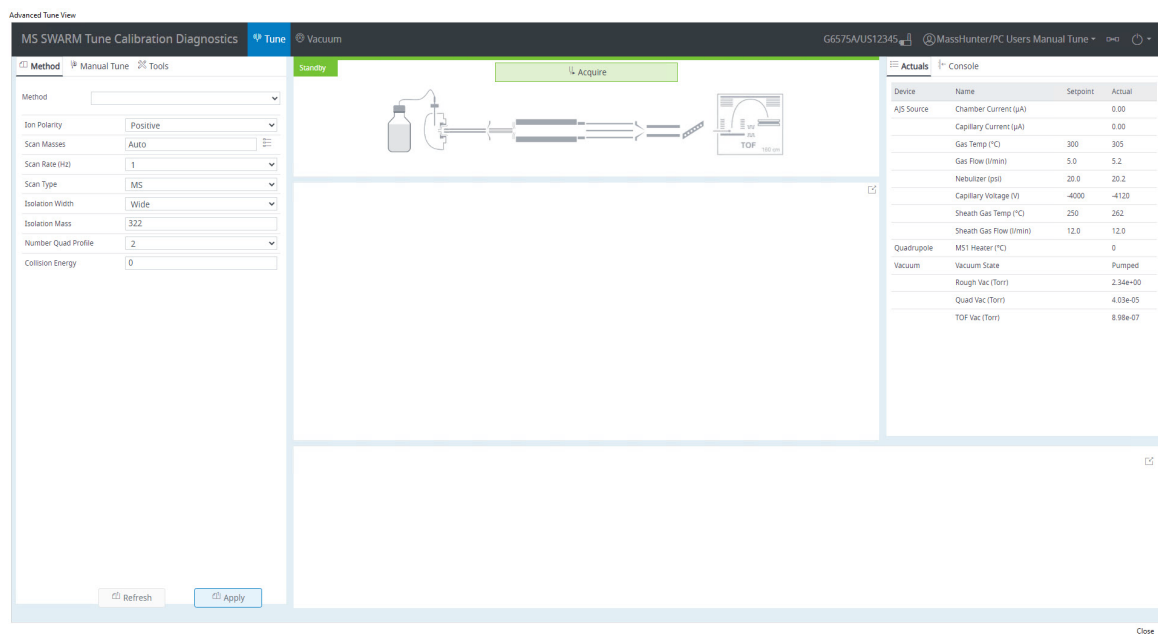 Advanced Tune View
MS SWARM Tune Calibration Diagnostics Tune Vacuum G6575A/US12345 MassHunter/PC Users Manual Tune
Method Manual Tune Tools
Method
Ion Polarity Positive
Scan Masses Auto
Scan Rate (Hz) 1
Scan Type MS
Isolation Width Wide
Isolation Mass 322
Number Quad Profile 2
Collision Energy 0
Refresh Apply
Standby
Acquire
TOF 100 cm
Actuals Console
Device Name Setpoint Actual
AJS Source Chamber Current (µA) 0.00
Capillary Current (µA) 0.00
Gas Temp (°C) 300 305
Gas Flow (l/min) 5.0 5.2
Nebulizer (psi) 20.0 20.2
Capillary Voltage (V) -4000 -4120
Sheath Gas Temp (°C) 250 262
Sheath Gas Flow (l/min) 12.0 12.0
Quadrupole MS1 Heater (°C) 0
Vacuum Vacuum State Pumped
Rough Vac (Torr) 2.34e+00
Quad Vac (Torr) 4.03e-05
TOF Vac (Torr) 8.98e-07
Close